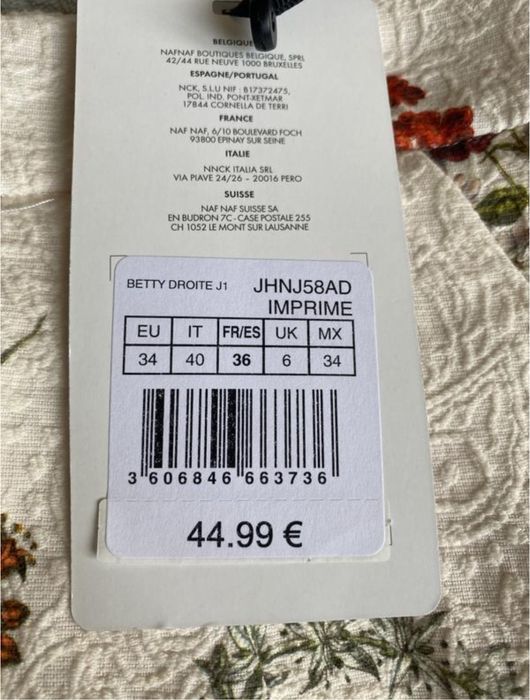 BELGIQUE
NAFNAF BOUTIQUES BELGIQUE, SPRL
42/44 RUE NEUVE 1000 BRUXELLES
ESPAGNE/PORTUGAL
NCK, S.L.U NIF : B17372475,
POL. IND. PONT-XETMAR
17844 CORNELLA DE TERRI
FRANCE
NAF NAF, 6/10 BOULEVARD FOCH
93800 EPINAY SUR SEINE
ITALIE
NNCK ITALIA SRL
VIA PIAVE 24/26 - 20016 PERO
SUISSE
NAF NAF SUISSE SA
EN BUDRON 7C - CASE POSTALE 255
CH 1052 LE MONT SUR LAUSANNE
BETTY DROITE J1 JHNJ58AD
IMPRIME
EU IT FR/ES UK MX
34 40 36 6 34
3 606846 663736
44.99 €